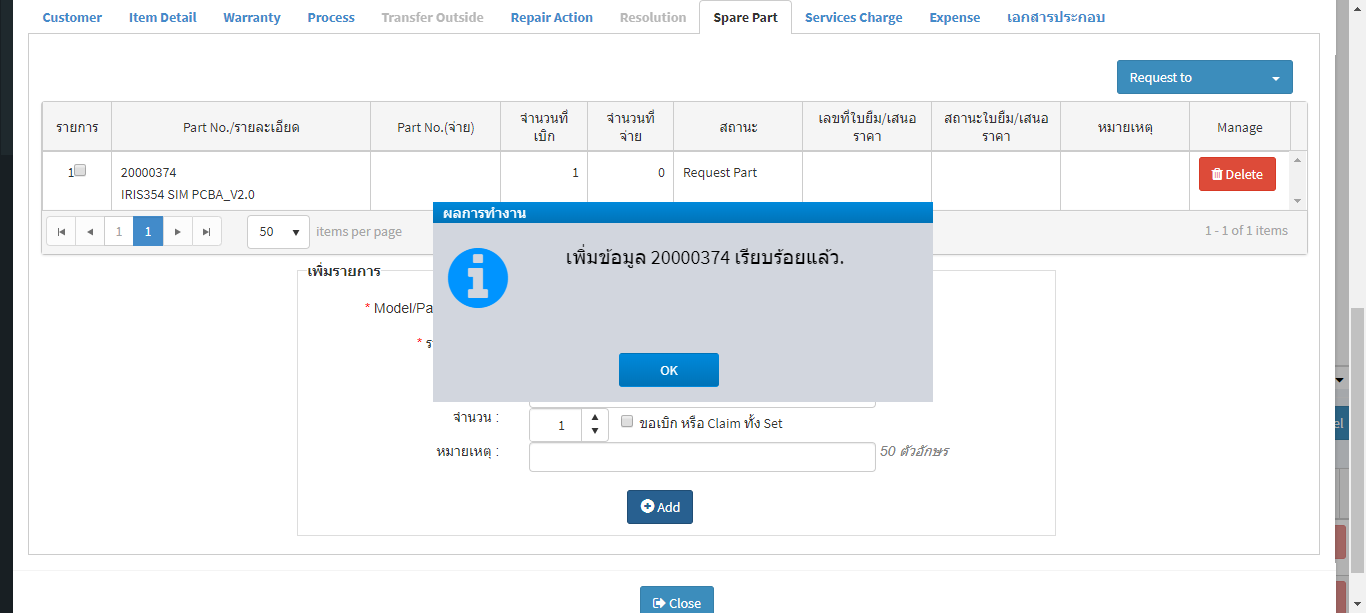 Customer Item Detail Warranty Process Transfer Outside Repair Action Resolution Spare Part Services Charge Expense เอกสารประกอบ
Request to
รายการ Part No./รายละเอียด Part No.(จ่าย) จำนวนที่เบิก จำนวนที่จ่าย สถานะ เลขที่ใบยืม/เสนอราคา สถานะใบยืม/เสนอราคา หมายเหตุ Manage
1 20000374 1 0 Request Part Delete
IRIS354 SIM PCBA_V2.0
1 1 50 items per page 1 - 1 of 1 items
ผลการทำงาน
เพิ่มข้อมูล 20000374 เรียบร้อยแล้ว.
OK
เพิ่มรายการ
* Model/Pa
*
จำนวน : 1 ขอเบิก หรือ Claim ทั้ง Set
หมายเหตุ : 50 ตัวอักษร
Add
Close
el